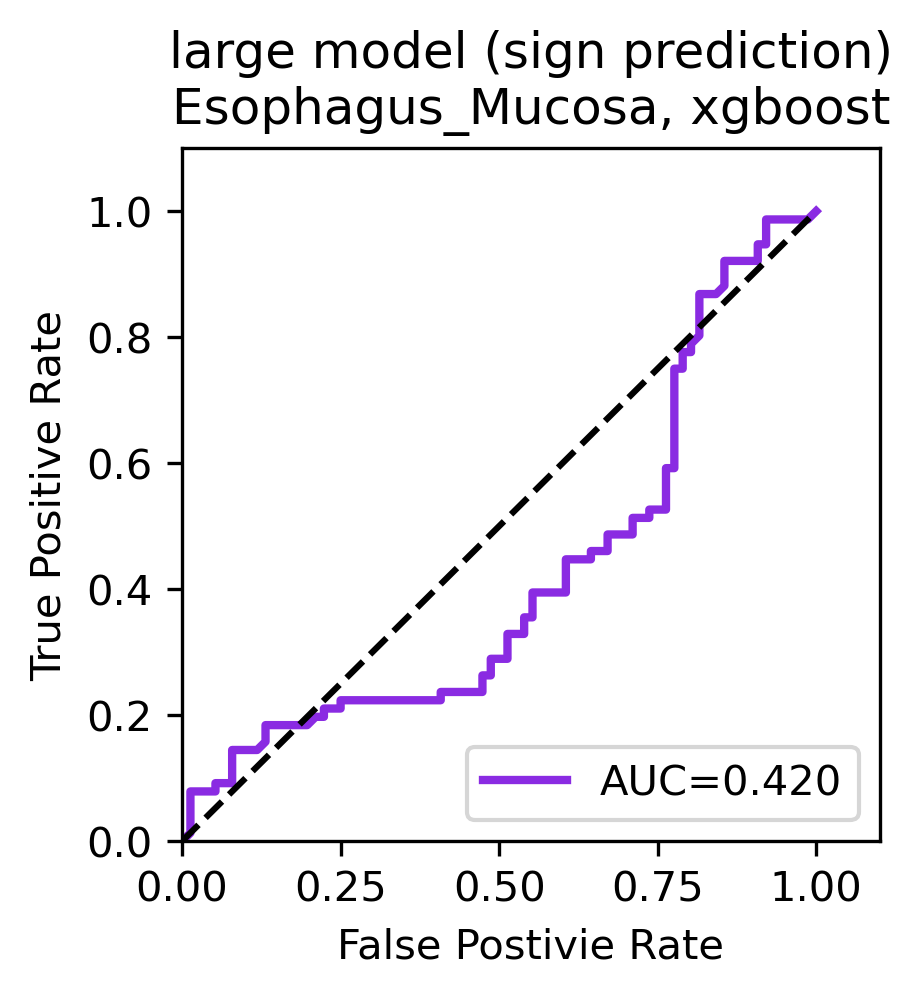 large model (sign prediction)
Esophagus_Mucosa, xgboost
True Positive Rate
1.0
0.8
0.6
0.4
0.2
0.0
AUC=0.420
0.00 0.25 0.50 0.75 1.00
False Postivie Rate